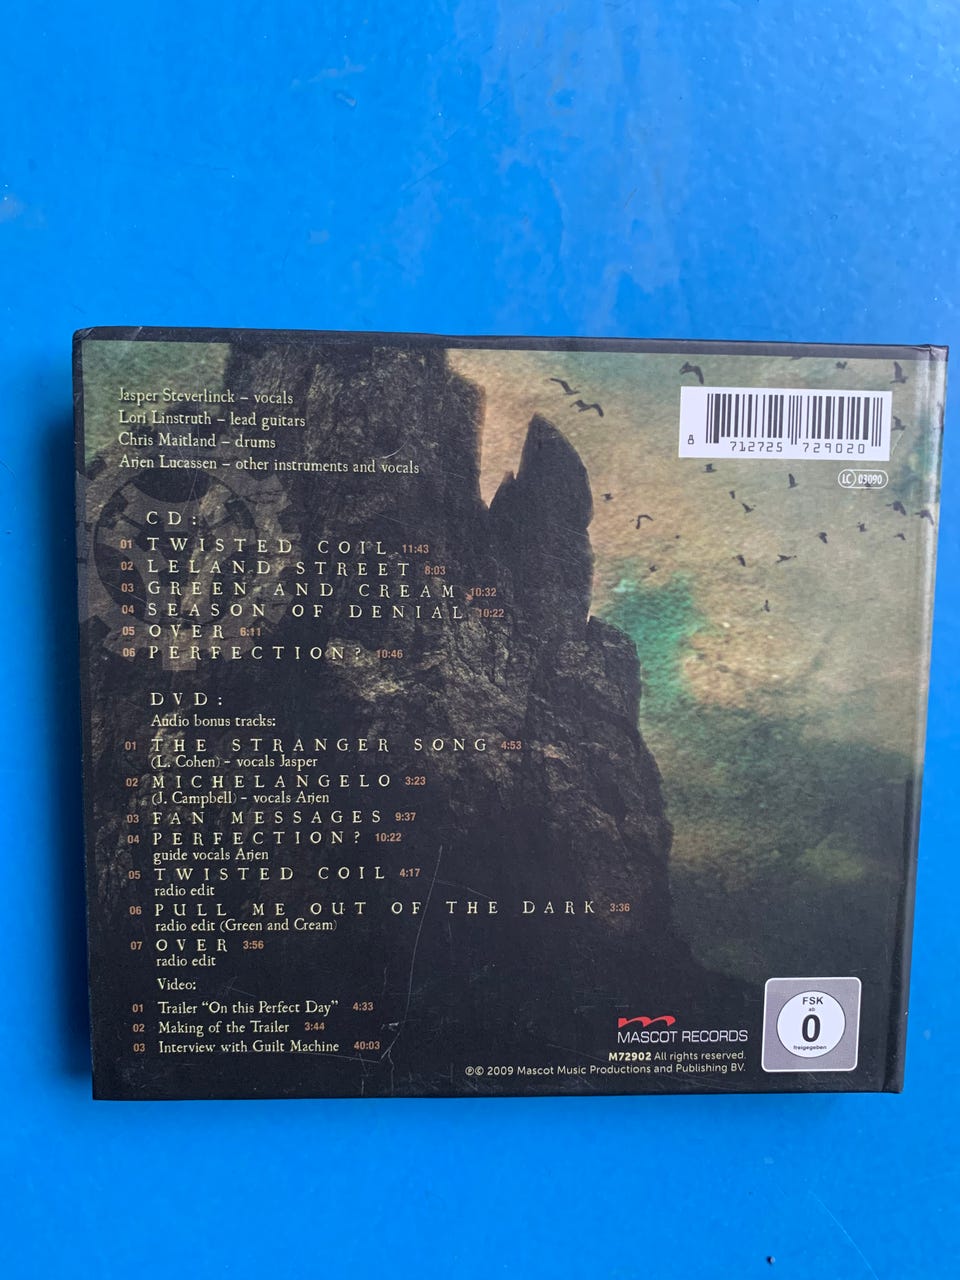 Jasper Steverlinck – vocals
Lori Linstruth – lead guitars
Chris Maitland – drums
Arjen Lucassen – other instruments and vocals
CD:
01 TWISTED COIL 11:43
02 LELAND STREET 8:03
03 GREEN AND CREAM 10:32
04 SEASON OF DENIAL 10:22
05 OVER 6:11
06 PERFECTION? 10:46
DVD:
Audio bonus tracks:
01 THE STRANGER SONG 4:53
(L. Cohen) – vocals Jasper
02 MICHELANGELO 3:23
(J. Campbell) – vocals Arjen
03 FAN MESSAGES 9:37
04 PERFECTION? 10:22
guide vocals Arjen
05 TWISTED COIL 4:17
radio edit
06 PULL ME OUT OF THE DARK 3:36
radio edit (Green and Cream)
07 OVER 3:56
radio edit
Video:
01 Trailer “On this Perfect Day” 4:33
02 Making of the Trailer 3:44
03 Interview with Guilt Machine 40:03
8 712725 729020
LC 03090
MASCOT RECORDS
M72902 All rights reserved.
℗© 2009 Mascot Music Productions and Publishing BV.
FSK
ab
0
freigegeben